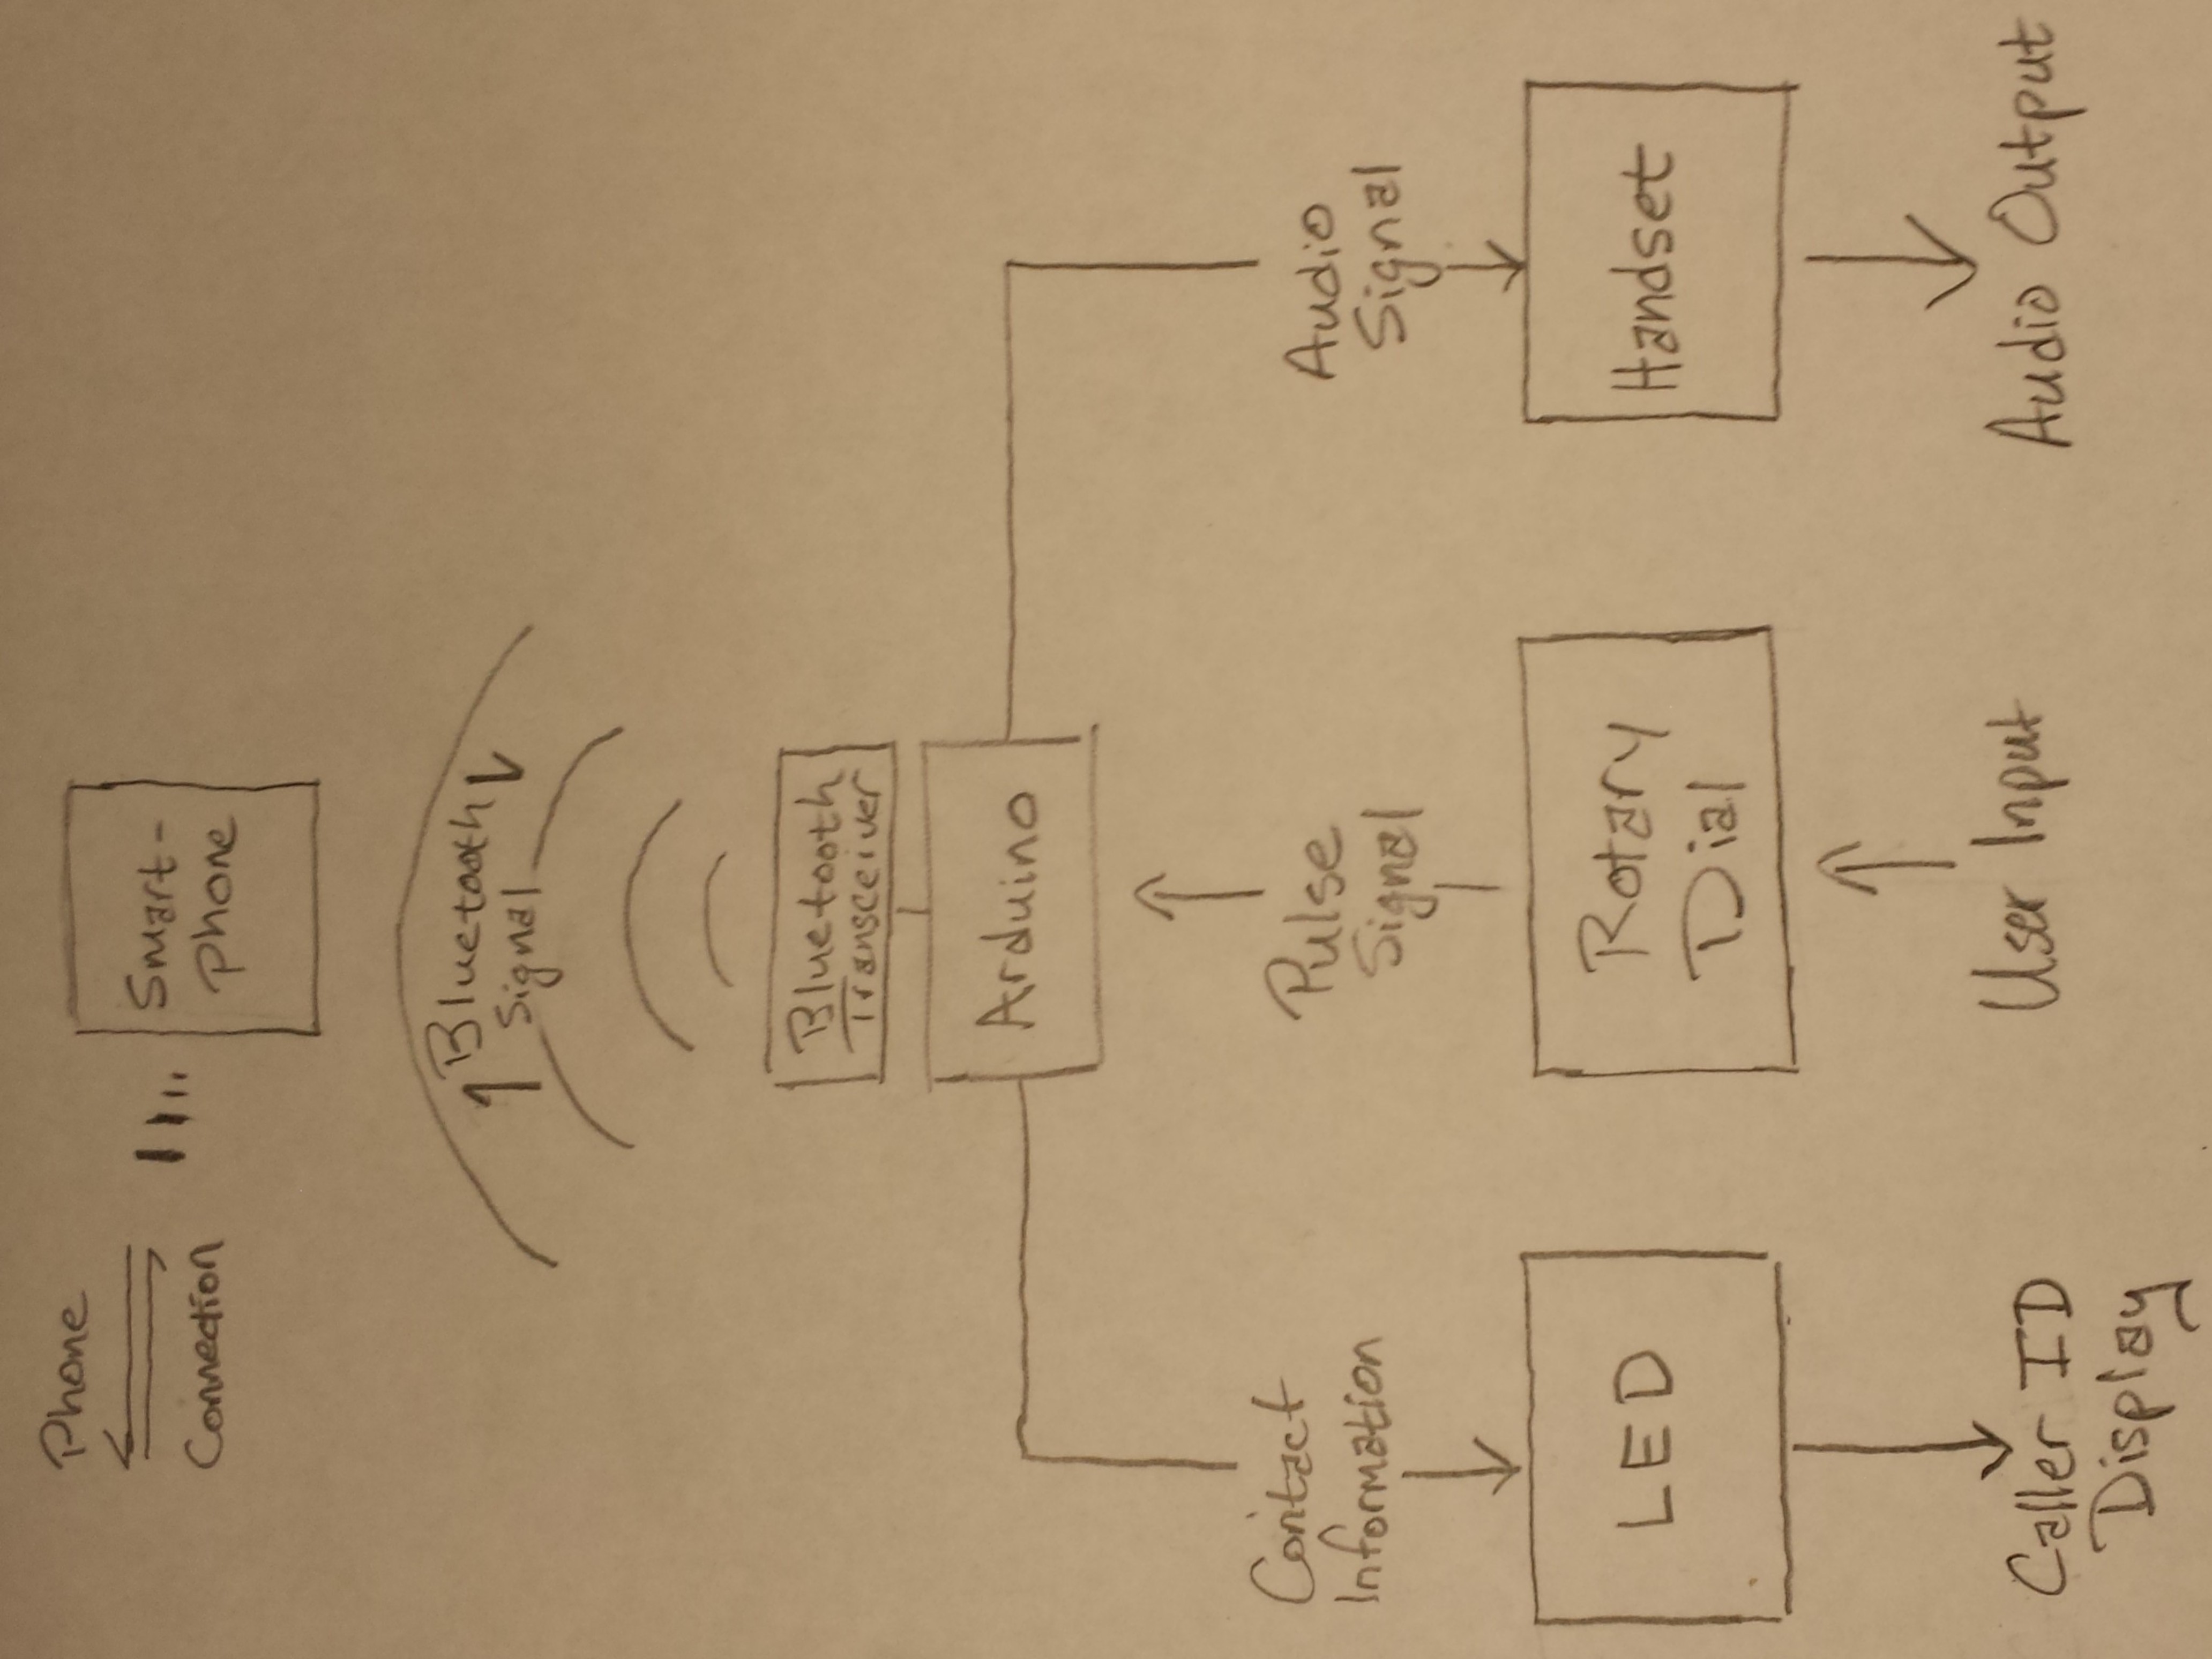 Phone
Connection
Smart-
Phone
Bluetooth
Signal
Bluetooth
Transceiver
Arduino
Contact
Information
Pulse
Signal
Audio
Signal
LED
Rotary
Dial
Handset
Caller ID
Display
User Input
Audio Output